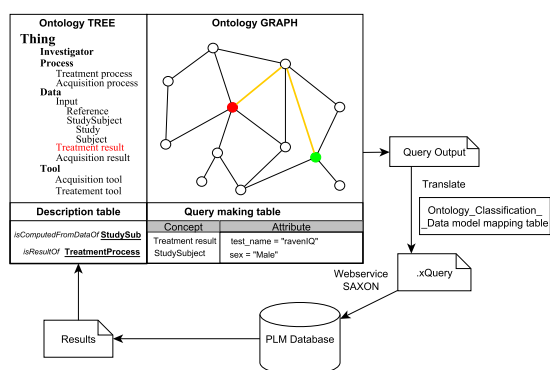 Ontology TREE
Thing
Investigator
Process
Treatment process
Acquisition process
Data
Input
Reference
StudySubject
Study
Subject
Treatment result
Acquisition result
Tool
Acquisition tool
Treatement tool
Ontology GRAPH
Description table
isComputedFromDataOf StudySub
isResultOf TreatmentProcess
Query making table
Concept Attribute
Treatment result test_name = "ravenIQ"
StudySubject sex = "Male"
Query Output
Translate
Ontology_Classification_
_Data model mapping table
.xQuery
Webservice
SAXON
PLM Database
Results